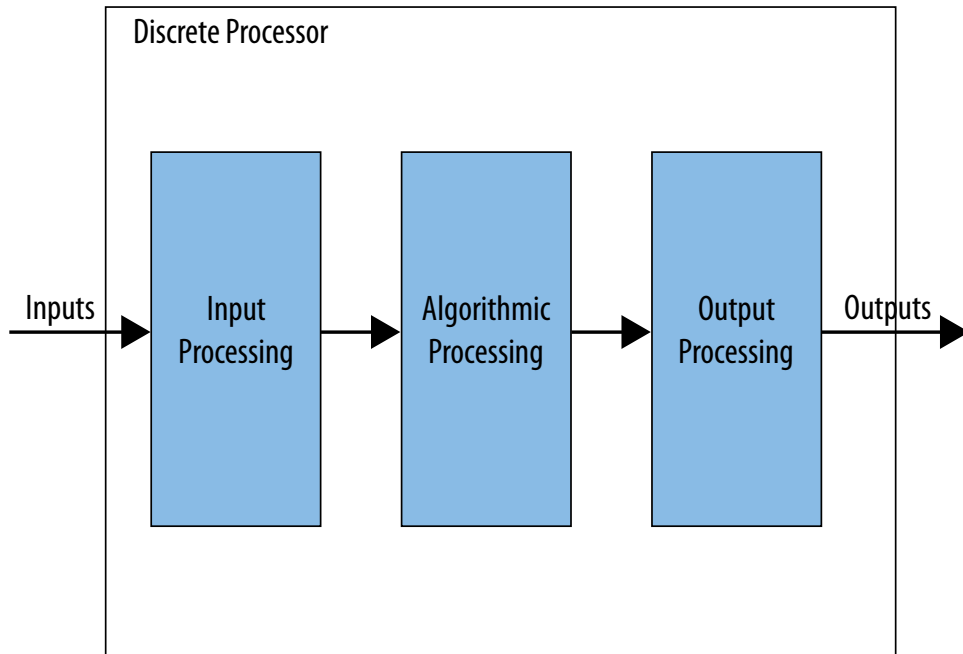 Discrete Processor
Inputs
Input
Processing
Algorithmic
Processing
Output
Processing
Outputs